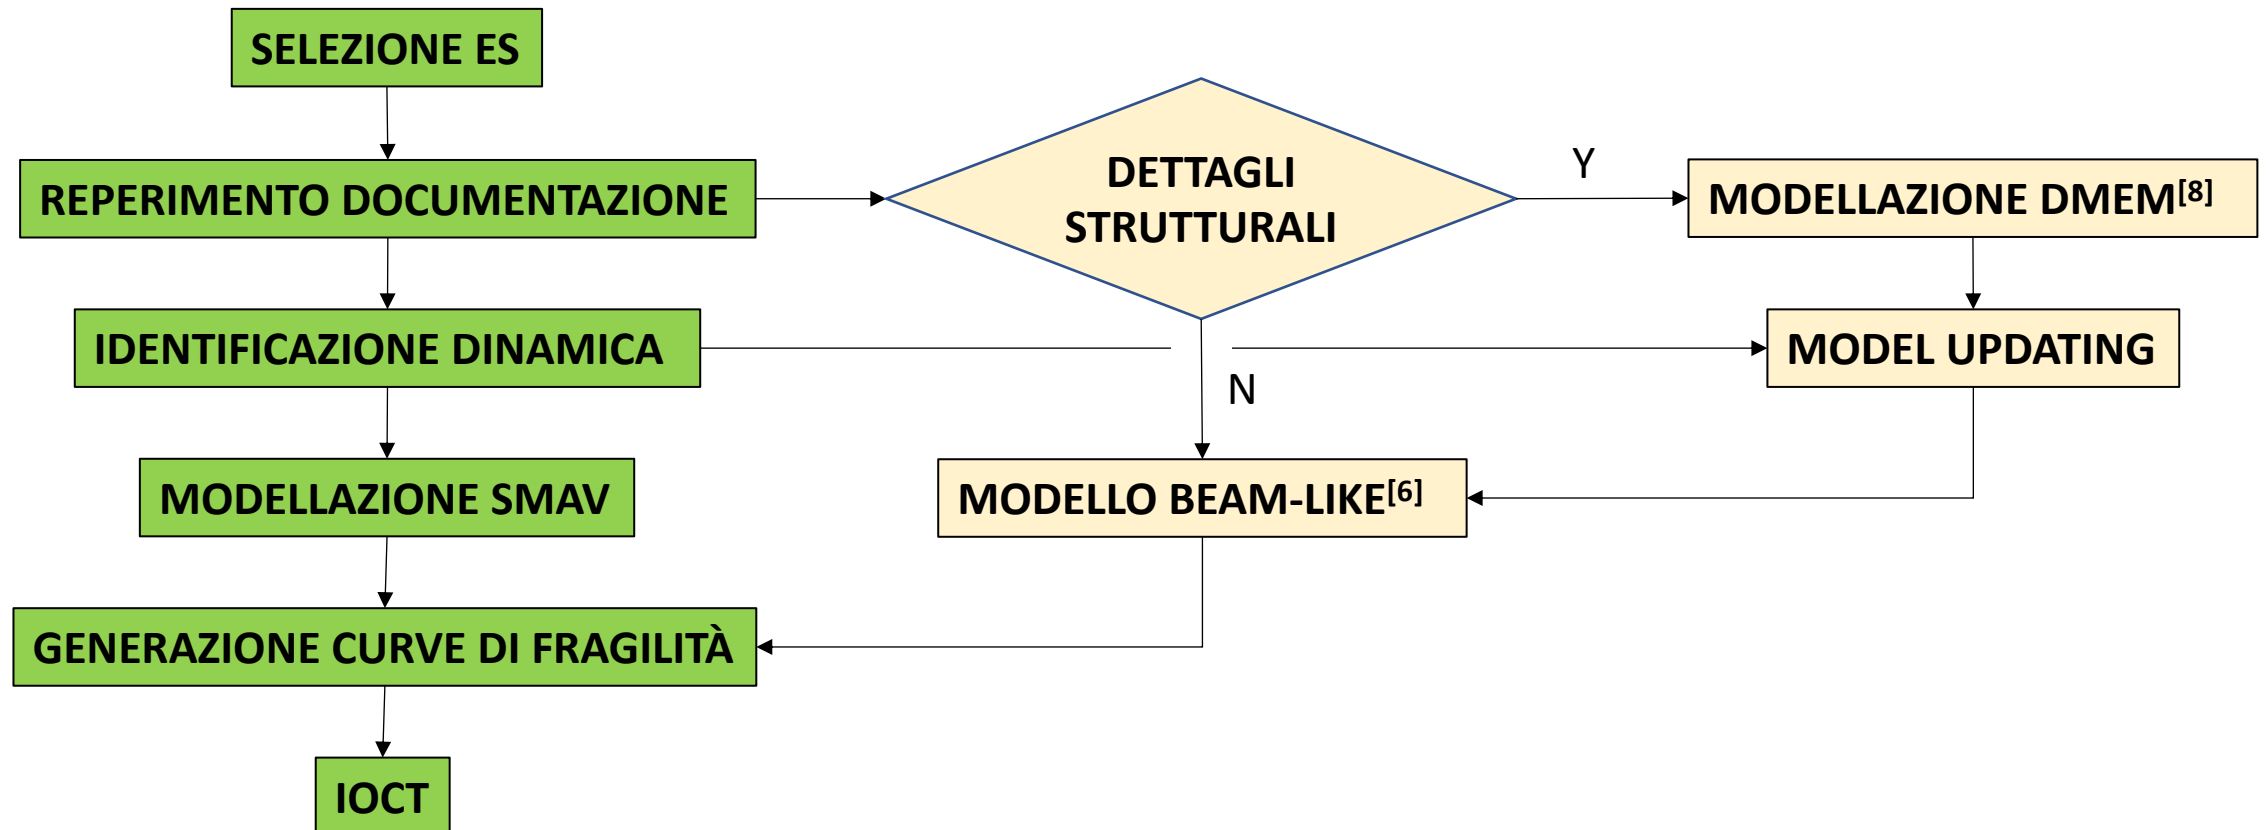 SELEZIONE ES
REPERIMENTO DOCUMENTAZIONE
DETTAGLI
STRUTTURALI
Y
MODELLAZIONE DMEM[8]
IDENTIFICAZIONE DINAMICA
MODEL UPDATING
N
MODELLAZIONE SMAV
MODELLO BEAM-LIKE[6]
GENERAZIONE CURVE DI FRAGILITÀ
IOCT